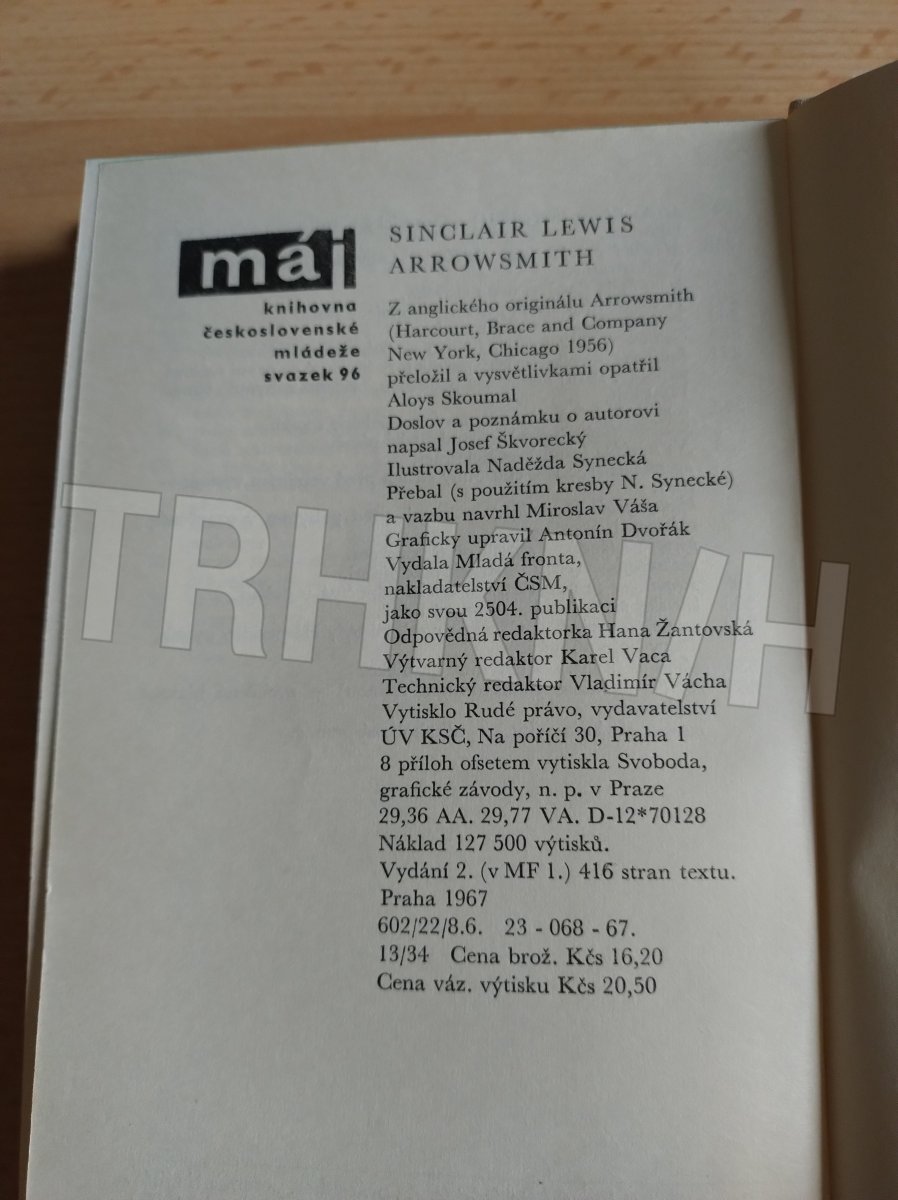 máj
knihovna
československé
mládeže
svazek 96
SINCLAIR LEWIS
ARROWSMITH
Z anglického originálu Arrowsmith
(Harcourt, Brace and Company
New York, Chicago 1956)
přeložil a vysvětlivkami opatřil
Aloys Skoumal
Doslov a poznámku o autorovi
napsal Josef Škvorecký
Ilustrovala Naděžda Synecká
Přebal (s použitím kresby N. Synecké)
a vazbu navrhl Miroslav Váša
Graficky upravil Antonín Dvořák
Vydala Mladá fronta,
nakladatelství ČSM,
jako svou 2504. publikaci
Odpovědná redaktorka Hana Žantovská
Výtvarný redaktor Karel Vaca
Technický redaktor Vladimír Vácha
Vytisklo Rudé právo, vydavatelství
ÚV KSČ, Na poříčí 30, Praha 1
8 příloh ofsetem vytiskla Svoboda,
grafické závody, n. p. v Praze
29,36 AA. 29,77 VA. D-12*70128
Náklad 127 500 výtisků.
Vydání 2. (v MF 1.) 416 stran textu.
Praha 1967
602/22/8.6. 23 - 068 - 67.
13/34 Cena brož. Kčs 16,20
Cena váz. výtisku Kčs 20,50
TRHKNIH